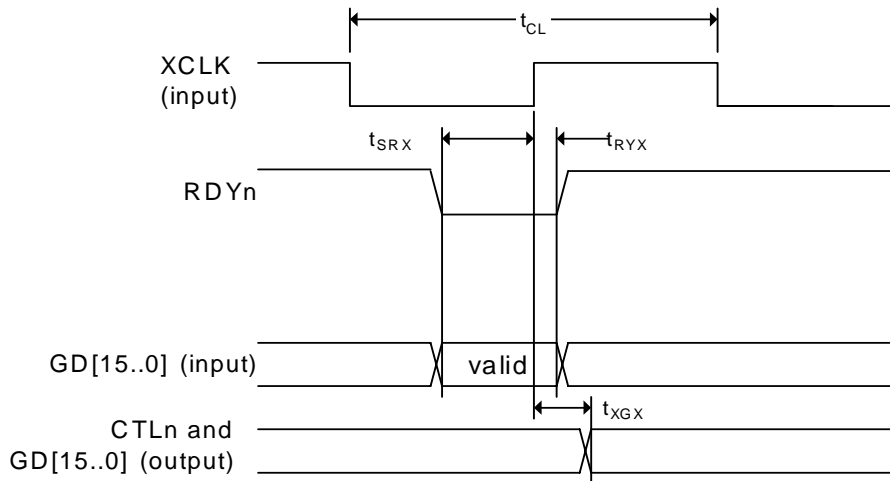 tCL
XCLK
(input)
tSRX
tRYX
RDYn
GD[15..0] (input)
valid
tXGX
CTLn and
GD[15..0] (output)